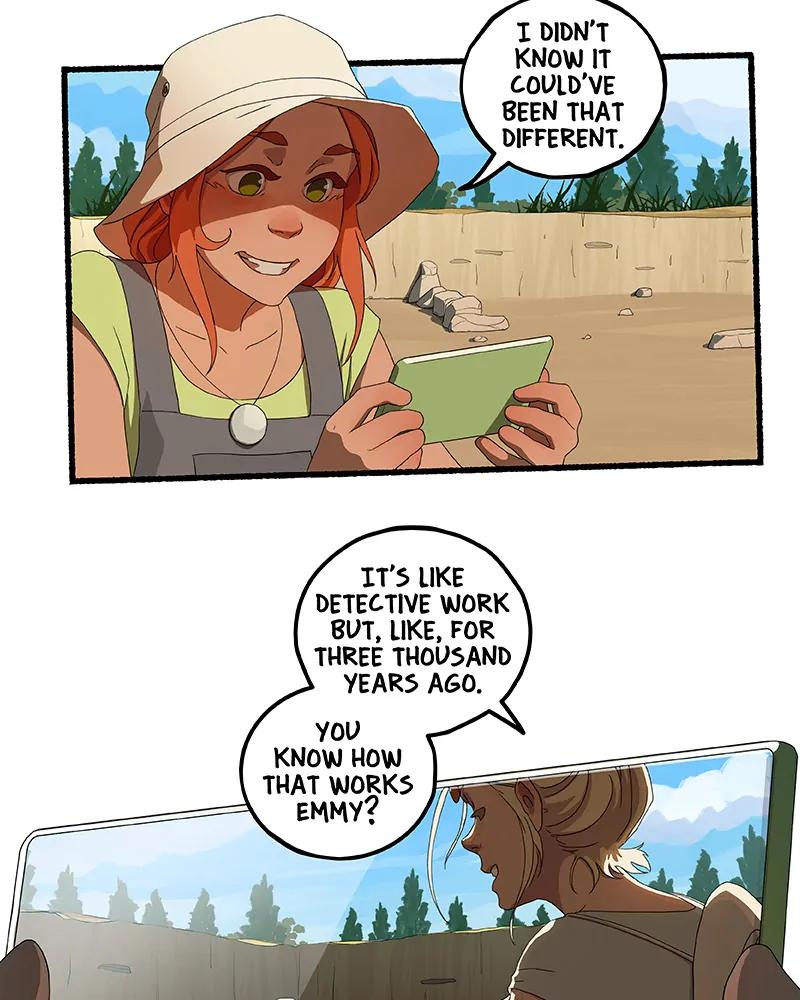 I DIDN'T
KNOW IT
COULD'VE
BEEN THAT
DIFFERENT.
IT'S LIKE
DETECTIVE WORK
BUT, LIKE, FOR
THREE THOUSAND
YEARS AGO.
YOU
KNOW HOW
THAT WORKS
EMMY?